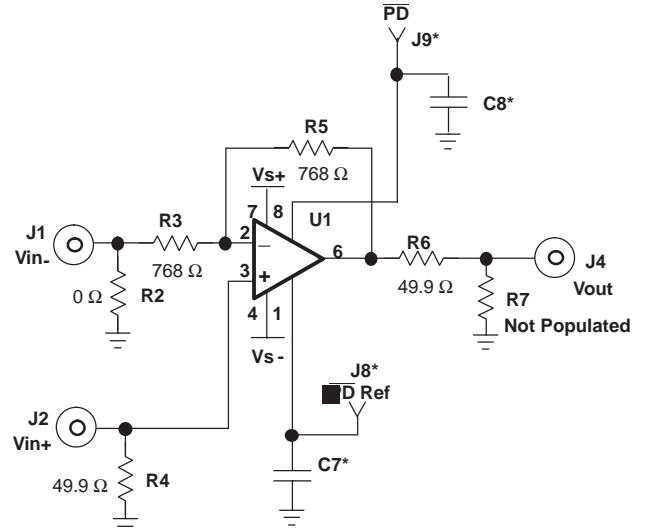 PD
J9*
C8*
R5
768 Ω
Vs+
7 8
U1
J1
Vin-
R3
768 Ω
2
−
3
+
6
R6
49.9 Ω
J4
Vout
0 Ω
R2
R7
Not Populated
4 1
Vs -
J8*
Ref
J2
Vin+
C7*
49.9 Ω
R4